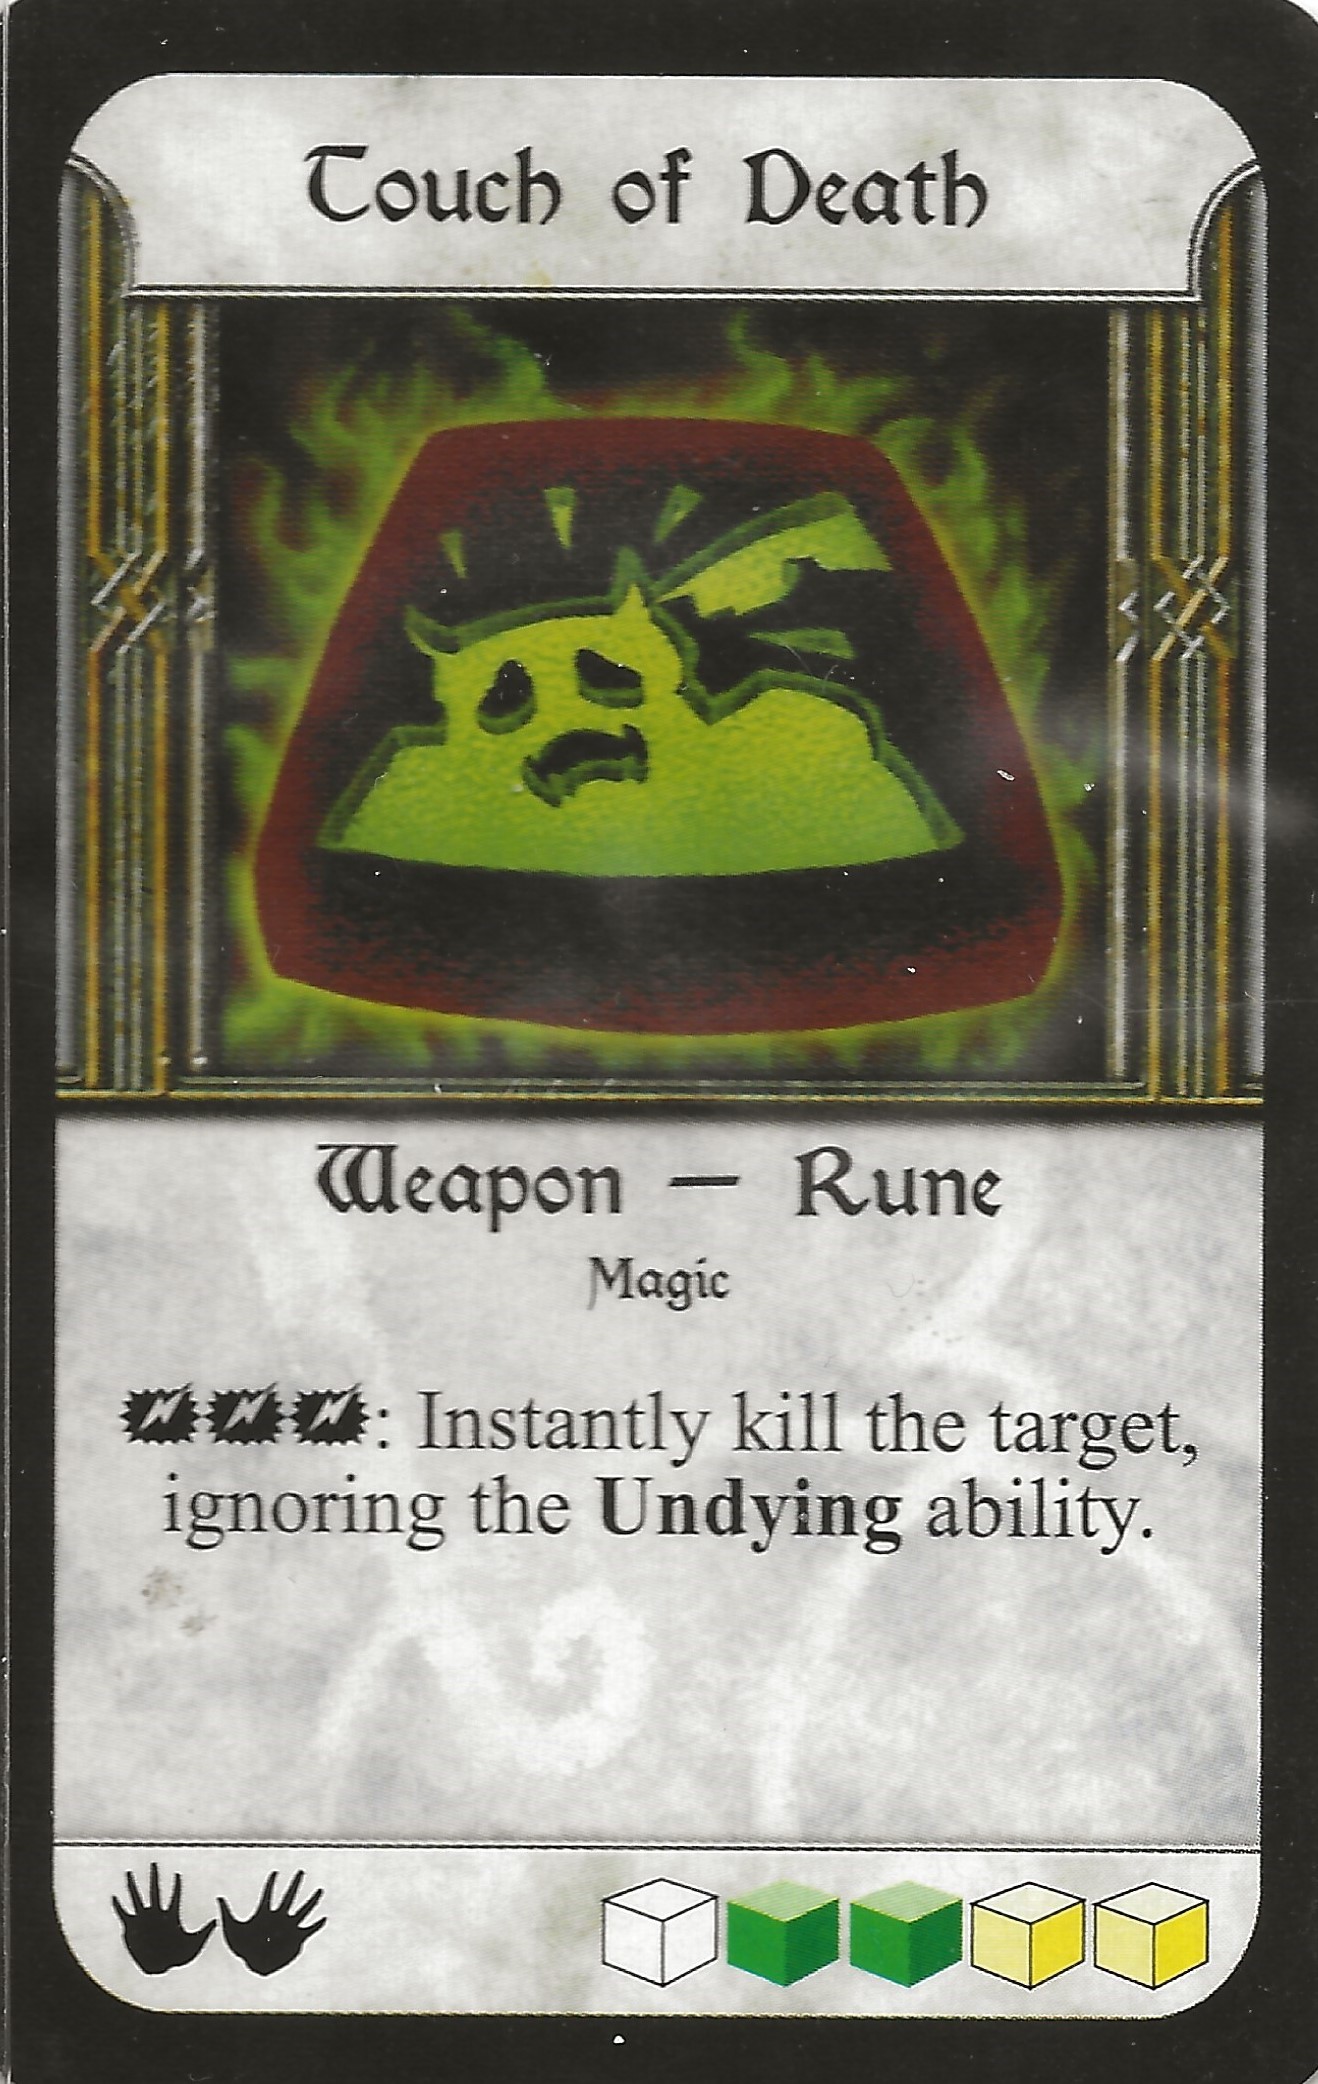 Touch of Death
Weapon — Rune
Magic
: Instantly kill the target,
ignoring the Undying ability.